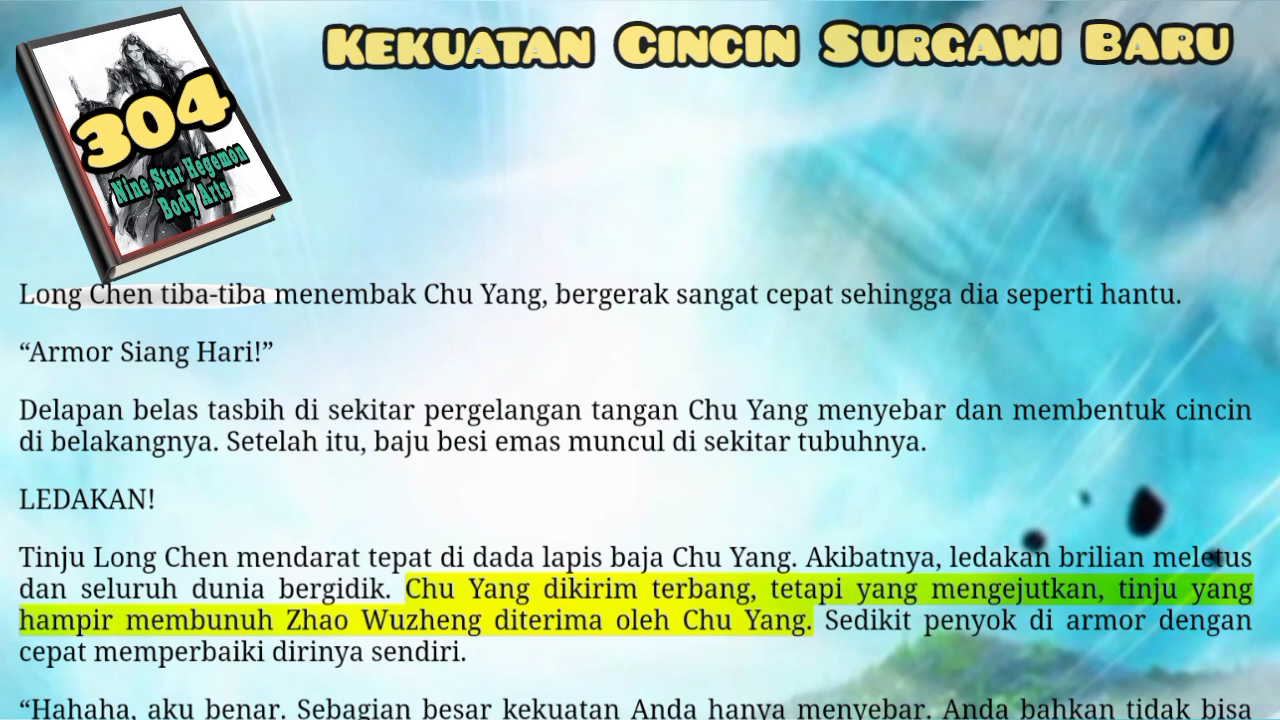 Kekuatan Cincin Surgawi Baru
304
Nine Star Hegemon
Body Arts
Long Chen tiba-tiba menembak Chu Yang, bergerak sangat cepat sehingga dia seperti hantu.
“Armor Siang Hari!”
Delapan belas tasbih di sekitar pergelangan tangan Chu Yang menyebar dan membentuk cincin
di belakangnya. Setelah itu, baju besi emas muncul di sekitar tubuhnya.
LEDAKAN!
Tinju Long Chen mendarat tepat di dada lapis baja Chu Yang. Akibatnya, ledakan brilian meletus
dan seluruh dunia bergidik. Chu Yang dikirim terbang, tetapi yang mengejutkan, tinju yang
hampir membunuh Zhao Wuzheng diterima oleh Chu Yang. Sedikit penyok di armor dengan
cepat memperbaiki dirinya sendiri.
“Hahaha, aku benar. Sebagian besar kekuatan Anda hanya menyebar. Anda bahkan tidak bisa